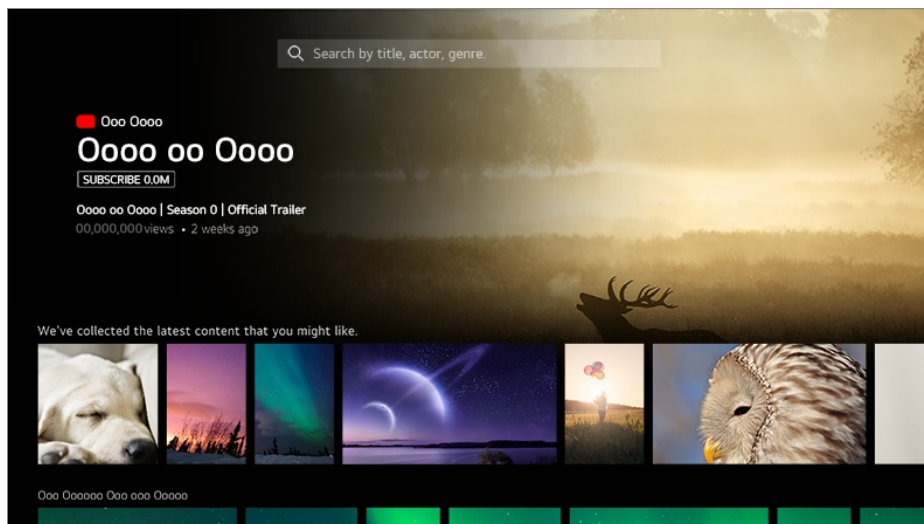 Search by title, actor, genre.
Ooo Oooo
Oooo oo Oooo
SUBSCRIBE 0.0M
Oooo oo Oooo | Season 0 | Official Trailer
00,000,000 views • 2 weeks ago
We've collected the latest content that you might like.
Ooo Oooooo Ooo ooo Ooooo